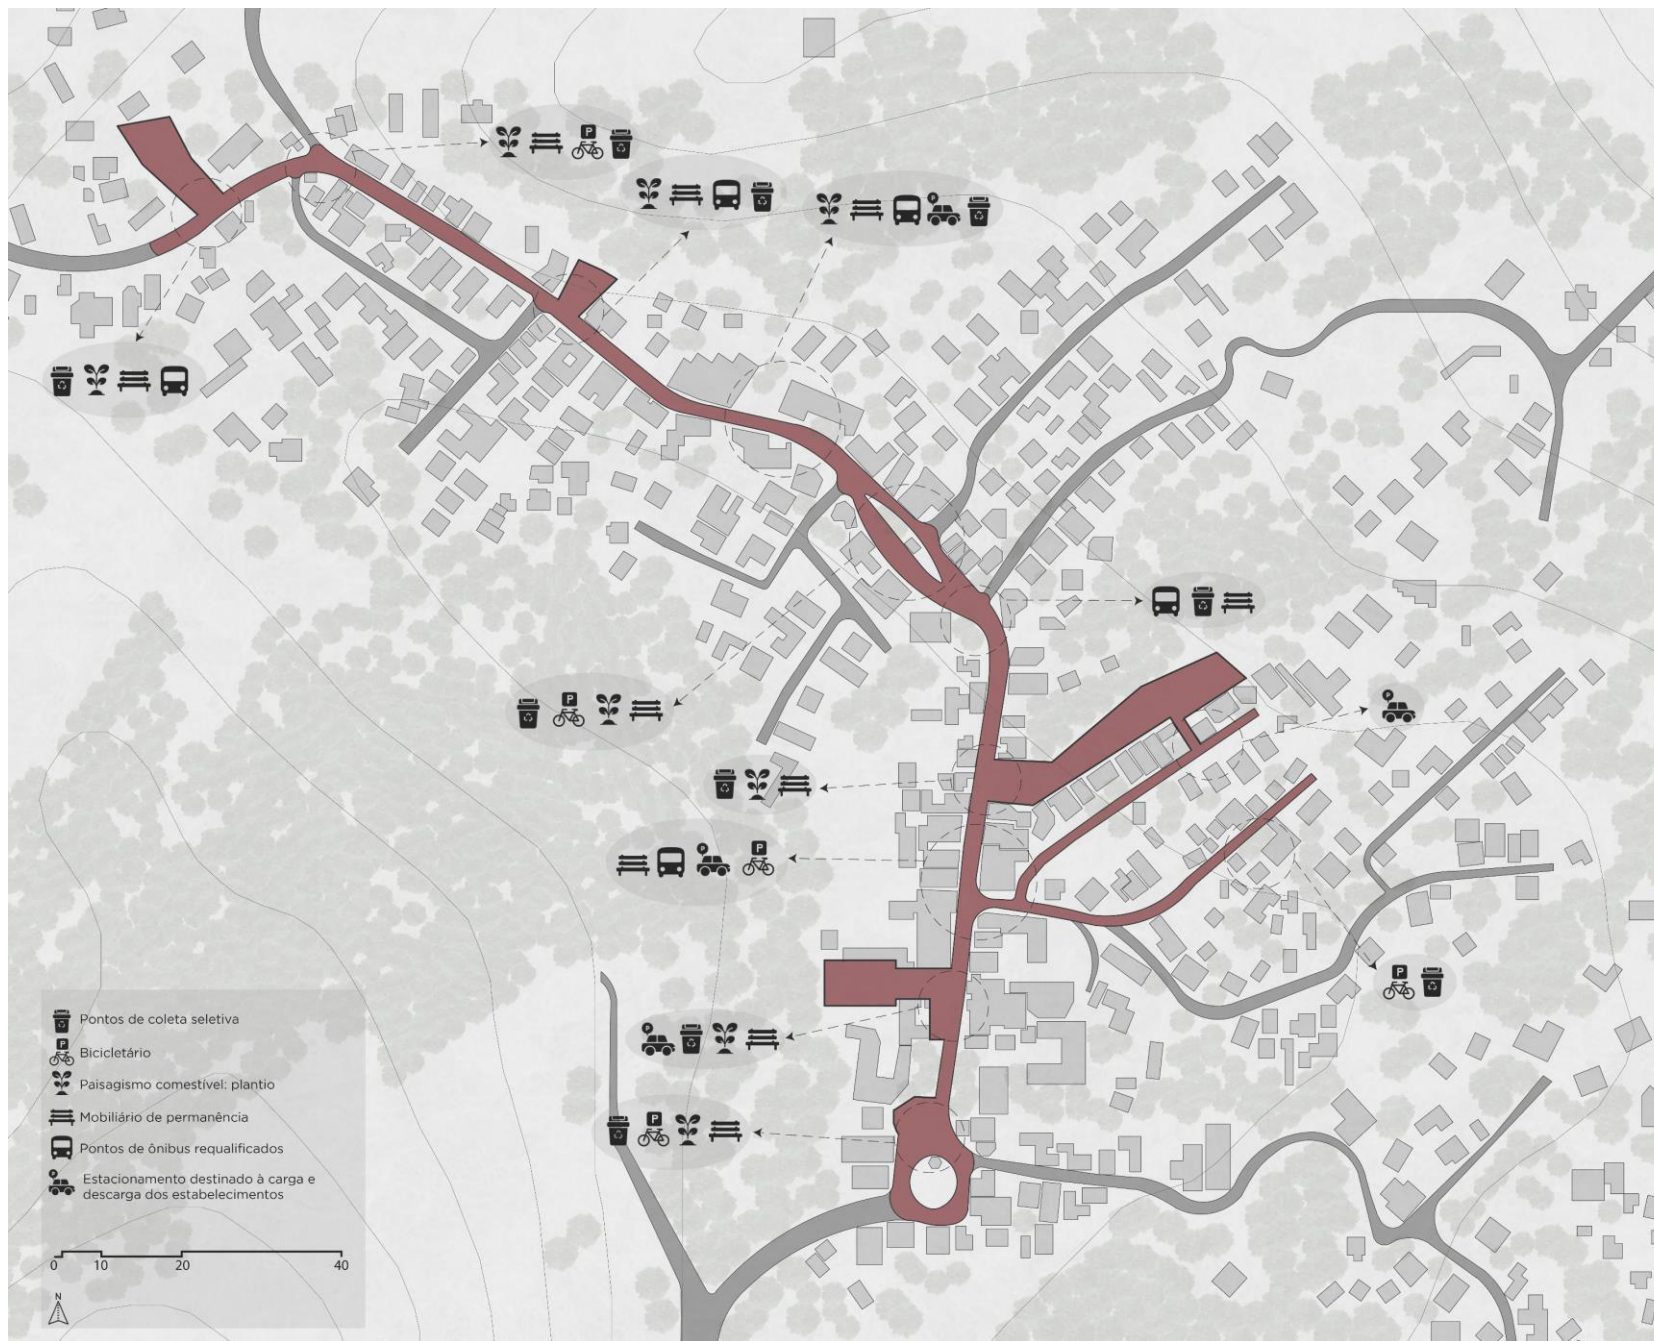 P
P
P
P
P
P
P
P
P
P
Pontos de coleta seletiva
P
Bicicletário
Paisagismo comestível: plantio
Mobiliário de permanência
Pontos de ônibus requalificados
P
Estacionamento destinado à carga e
descarga dos estabelecimentos
0 10 20 40
N